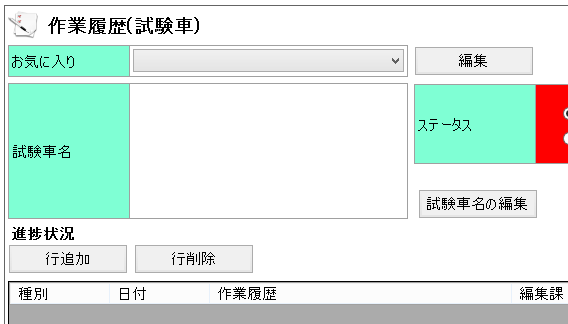 作業履歴(試験車)
お気に入り
編集
試験車名
ステータス
試験車名の編集
進捗状況
行追加
行削除
種別 日付 作業履歴 編集課